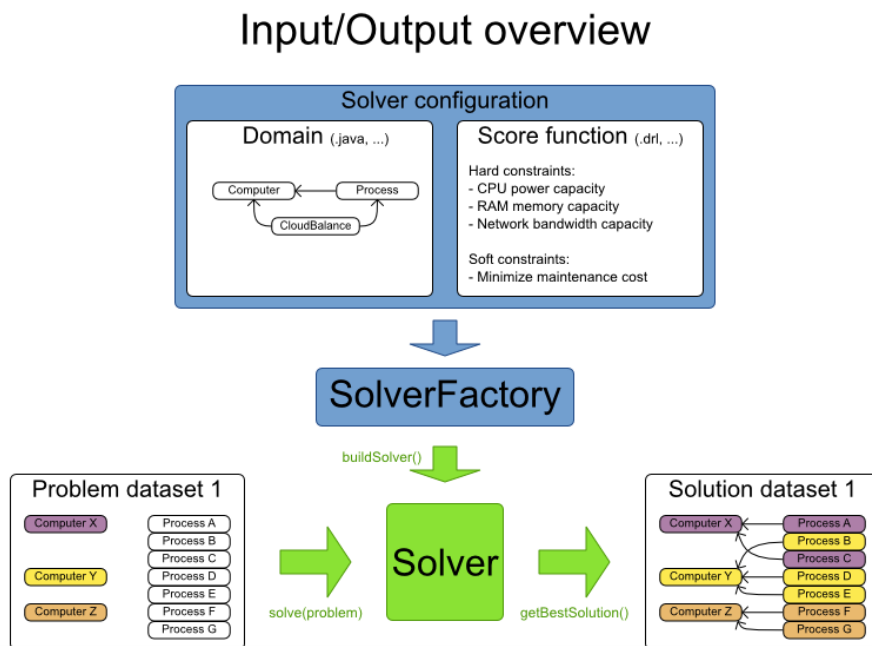 Input/Output overview
Solver configuration
Domain (.java, ...)
Computer
Process
CloudBalance
Score function (.drl, ...)
Hard constraints:
- CPU power capacity
- RAM memory capacity
- Network bandwidth capacity
Soft constraints:
- Minimize maintenance cost
SolverFactory
buildSolver()
Problem dataset 1
Computer X
Computer Y
Computer Z
Process A
Process B
Process C
Process D
Process E
Process F
Process G
solve(problem)
Solver
getBestSolution()
Solution dataset 1
Computer X
Computer Y
Computer Z
Process A
Process B
Process C
Process D
Process E
Process F
Process G